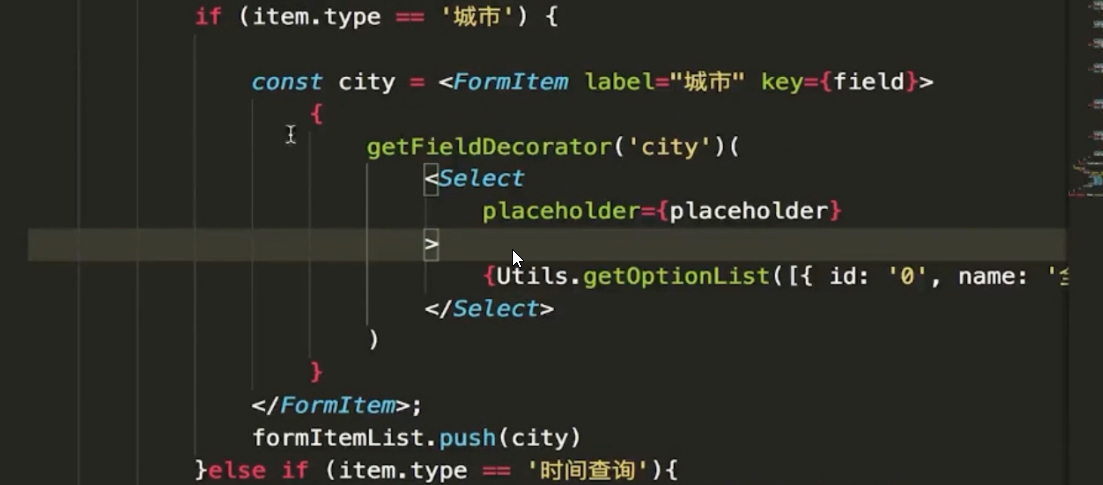 if (item.type == '城市') {
const city = <FormItem label="城市" key={field}>
{
getFieldDecorator('city')(
<Select
placeholder={placeholder}
>
{Utils.getOptionList([{ id: '0', name: '
</Select>
)
}
</FormItem>;
formItemList.push(city)
}else if (item.type == '时间查询'){